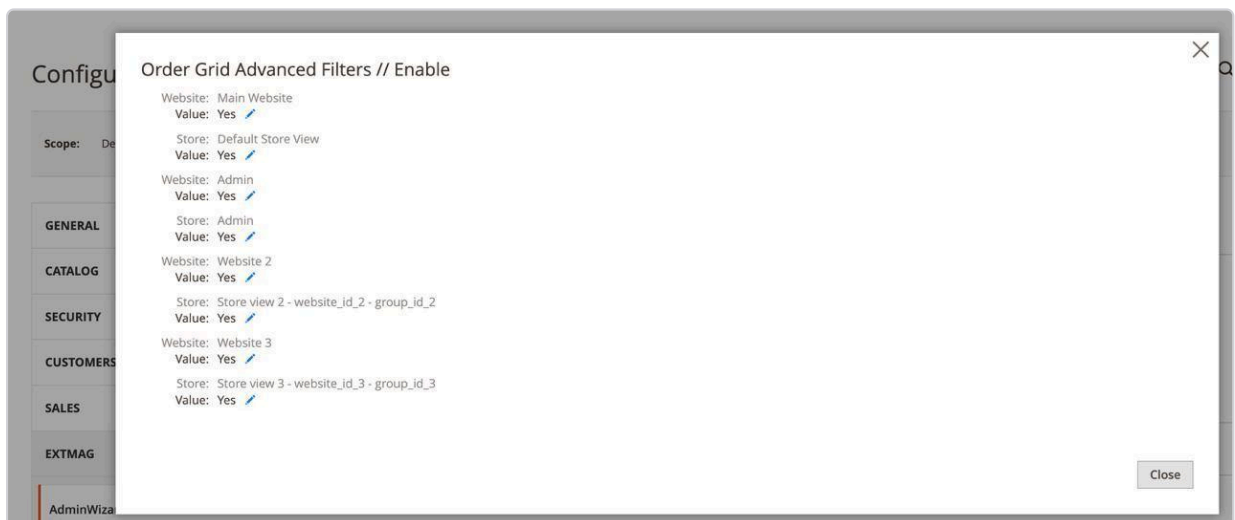 Configu
Order Grid Advanced Filters // Enable
Scope: De
Website: Main Website
Value: Yes
Store: Default Store View
Value: Yes
Website: Admin
Value: Yes
Store: Admin
Value: Yes
Website: Website 2
Value: Yes
Store: Store view 2 - website_id_2 - group_id_2
Value: Yes
Website: Website 3
Value: Yes
Store: Store view 3 - website_id_3 - group_id_3
Value: Yes
GENERAL
CATALOG
SECURITY
CUSTOMERS
SALES
EXTMAG
AdminWiza
Close